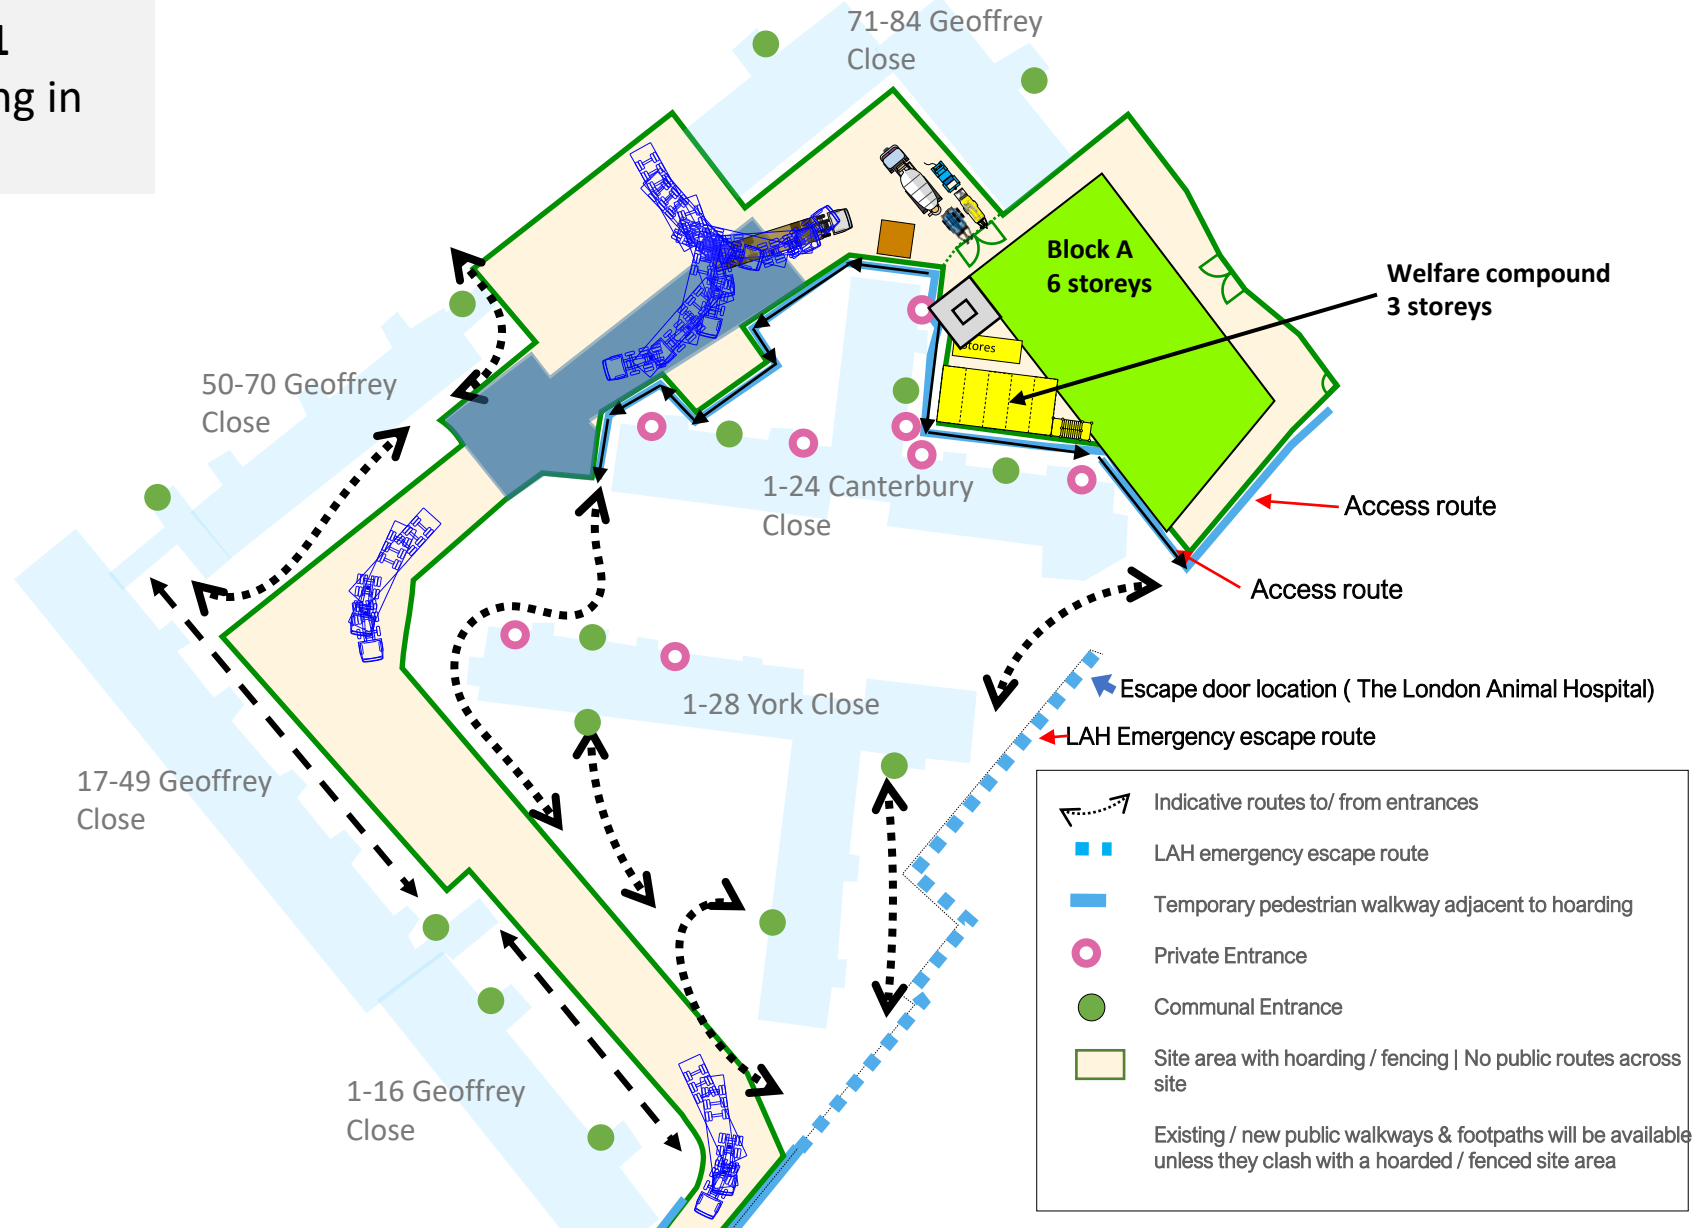 1
ng in
71-84 Geoffrey
Close
Block A
6 storeys
Welfare compound
3 storeys
Stores
50-70 Geoffrey
Close
1-24 Canterbury
Close
Access route
Access route
1-28 York Close
Escape door location ( The London Animal Hospital)
LAH Emergency escape route
17-49 Geoffrey
Close
1-16 Geoffrey
Close
Indicative routes to/ from entrances
LAH emergency escape route
Temporary pedestrian walkway adjacent to hoarding
Private Entrance
Communal Entrance
Site area with hoarding / fencing | No public routes across
site
Existing / new public walkways & footpaths will be available
unless they clash with a hoarded / fenced site area